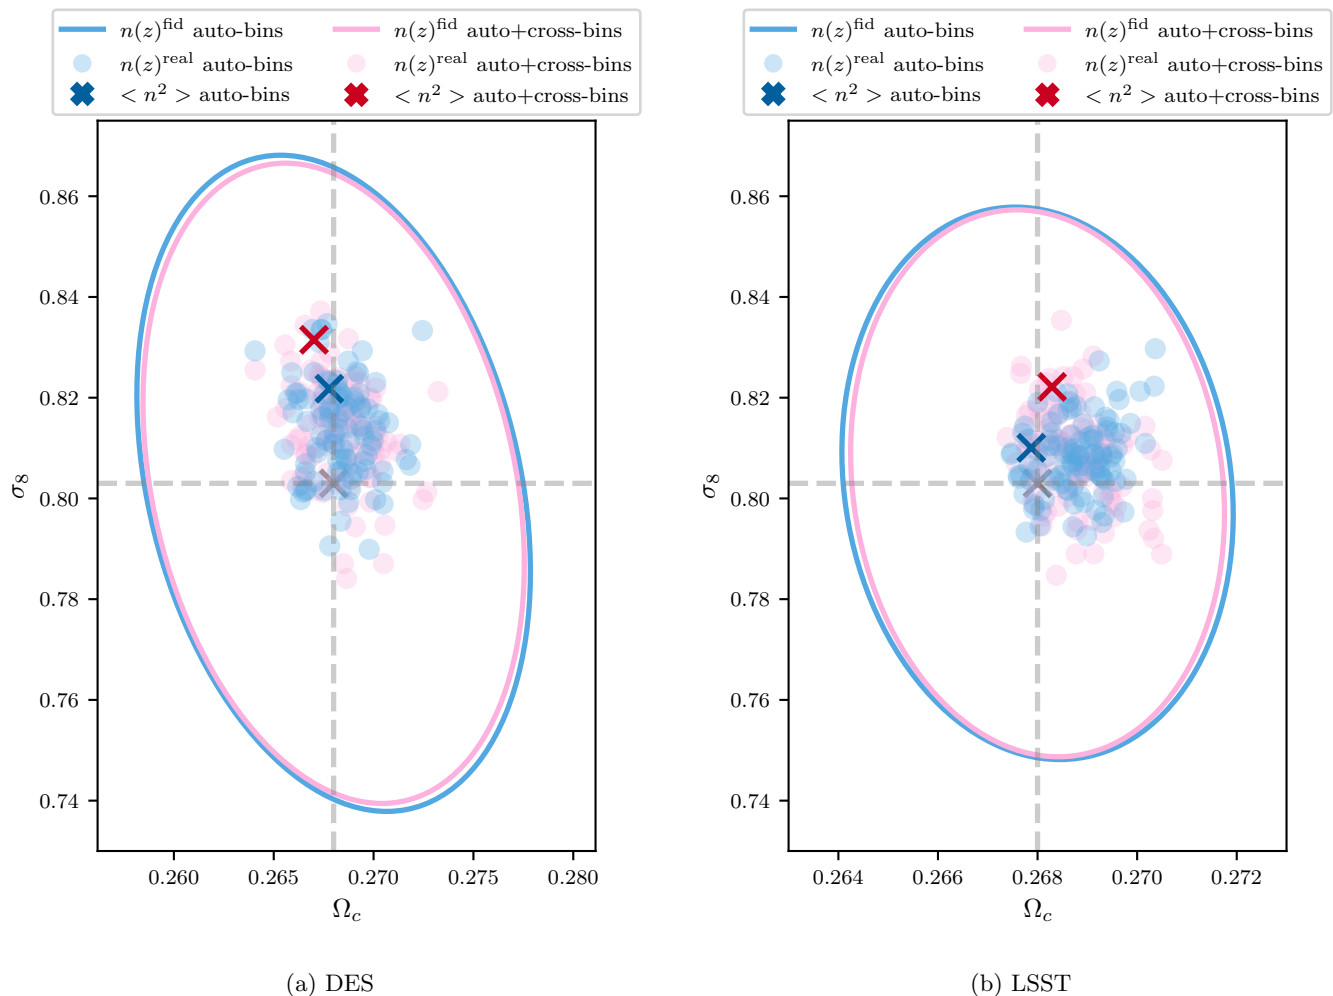 n(z)^fid auto-bins n(z)^fid auto+cross-bins
n(z)^real auto-bins n(z)^real auto+cross-bins
< n² > auto-bins < n² > auto+cross-bins
0.86
0.84
0.82
0.80
0.78
0.76
0.74
σ₈
0.260 0.265 0.270 0.275 0.280
Ω_c
(a) DES
n(z)^fid auto-bins n(z)^fid auto+cross-bins
n(z)^real auto-bins n(z)^real auto+cross-bins
< n² > auto-bins < n² > auto+cross-bins
0.86
0.84
0.82
0.80
0.78
0.76
0.74
σ₈
0.264 0.266 0.268 0.270 0.272
Ω_c
(b) LSST